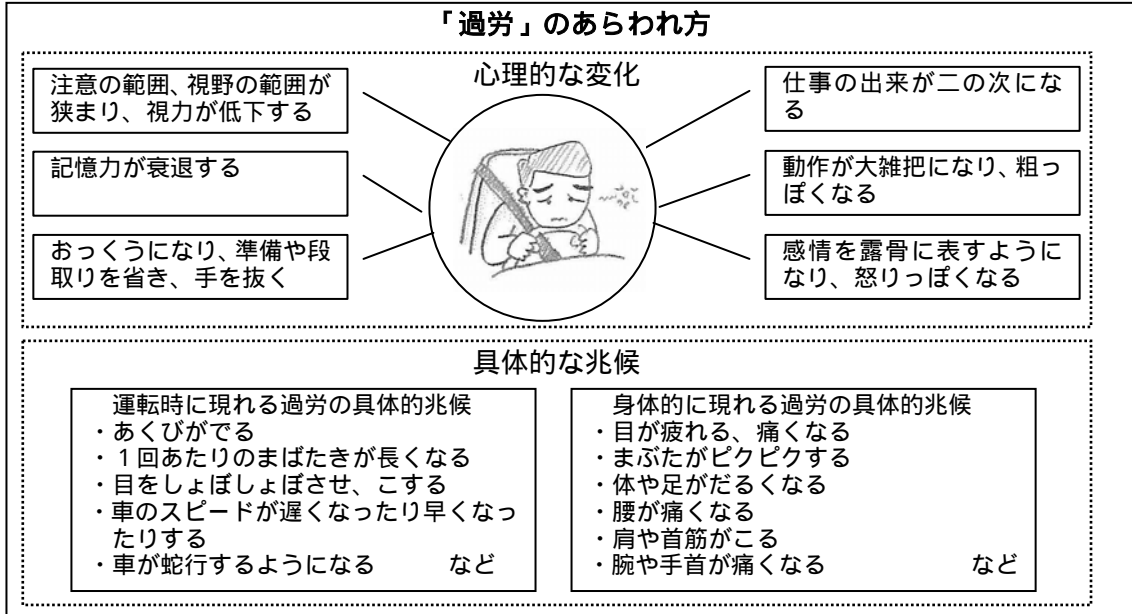 「過労」のあらわれ方
心理的な変化
注意の範囲、視野の範囲が
狭まり、視力が低下する
記憶力が衰退する
おっくうになり、準備や段
取りを省き、手を抜く
仕事の出来が二の次にな
る
動作が大雑把になり、粗っ
ぽくなる
感情を露骨に表すように
なり、怒りっぽくなる
具体的な兆候
運転時に現れる過労の具体的兆候
・あくびがでる
・１回あたりのまばたきが長くなる
・目をしょぼしょぼさせ、こする
・車のスピードが遅くなったり早くなっ
たりする
・車が蛇行するようになる　　　など
身体的に現れる過労の具体的兆候
・目が疲れる、痛くなる
・まぶたがピクピクする
・体や足がだるくなる
・腰が痛くなる
・肩や首筋がこる
・腕や手首が痛くなる　　　など